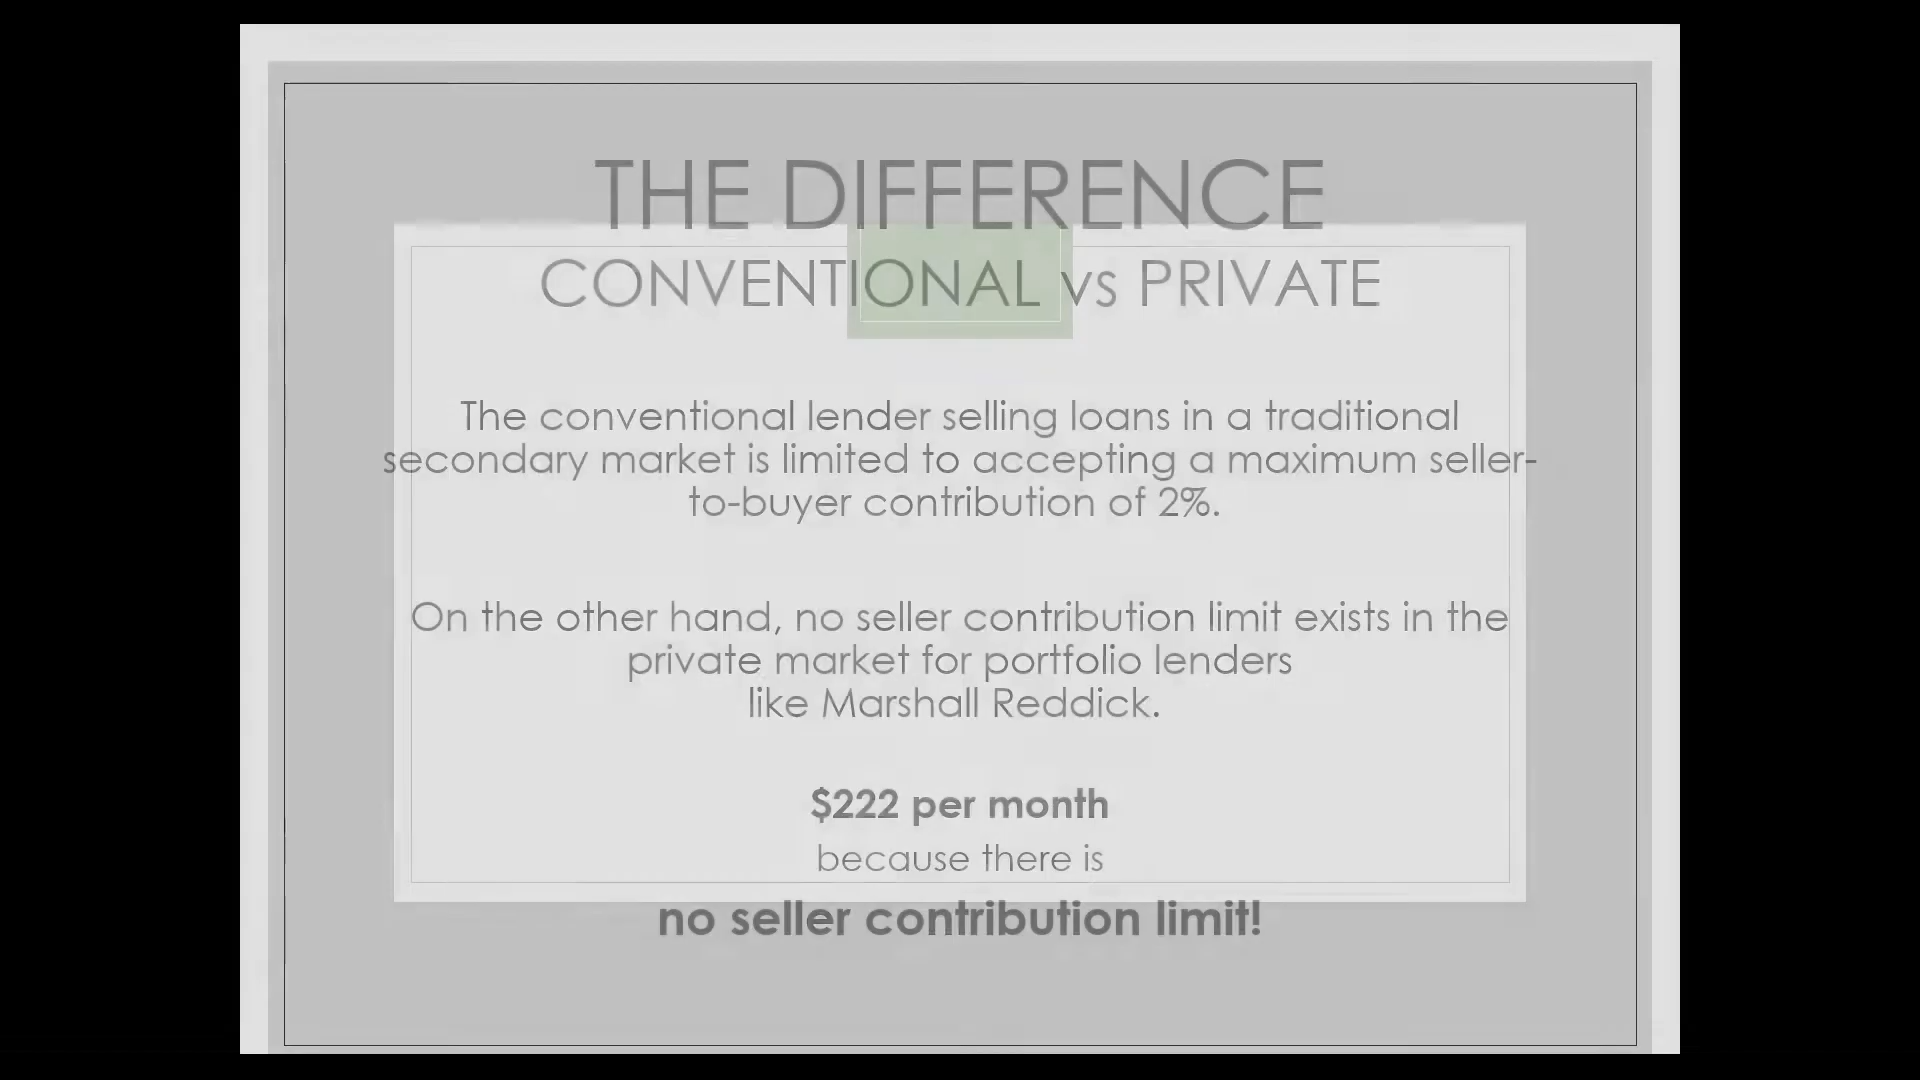 THE DIFFERENCE
CONVENTIONAL vs PRIVATE
The conventional lender selling loans in a traditional
secondary market is limited to accepting a maximum seller-
to-buyer contribution of 2%.
On the other hand, no seller contribution limit exists in the
private market for portfolio lenders
like Marshall Reddick.
$222 per month
because there is
no seller contribution limit!